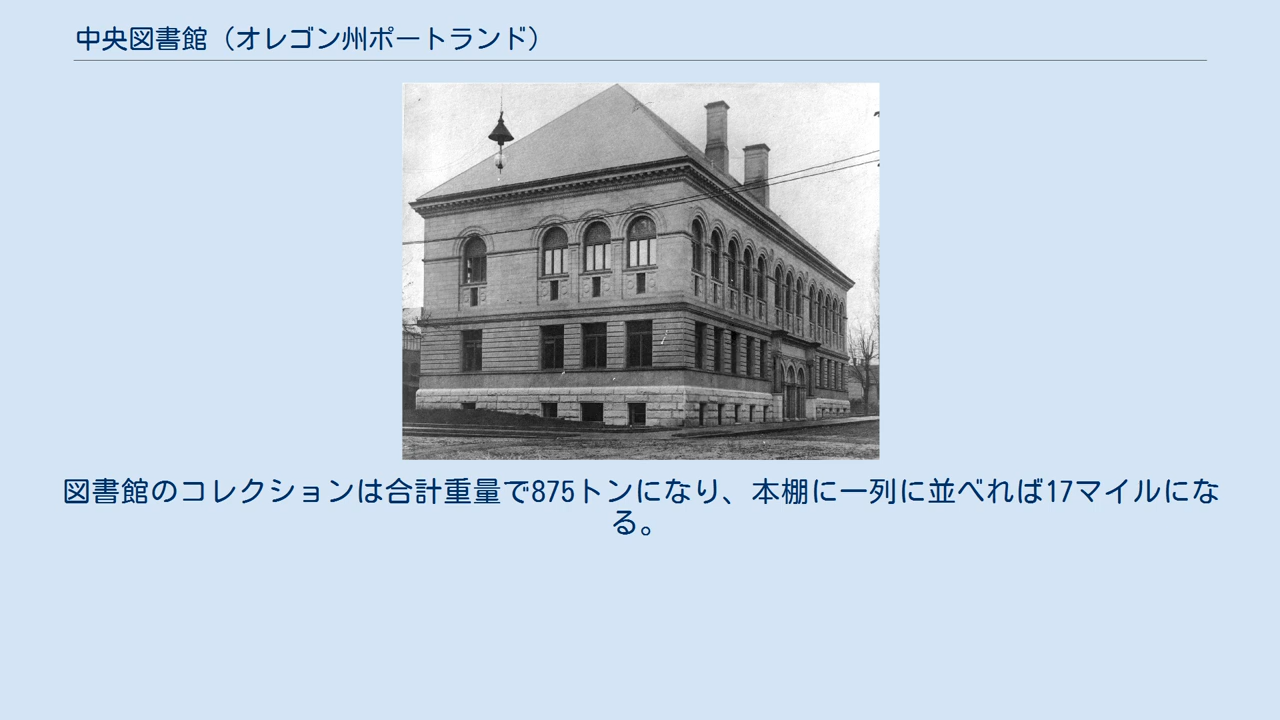 中央図書館（オレゴン州ポートランド）
図書館のコレクションは合計重量で875トンになり、本棚に一列に並べれば17マイルにな
る。